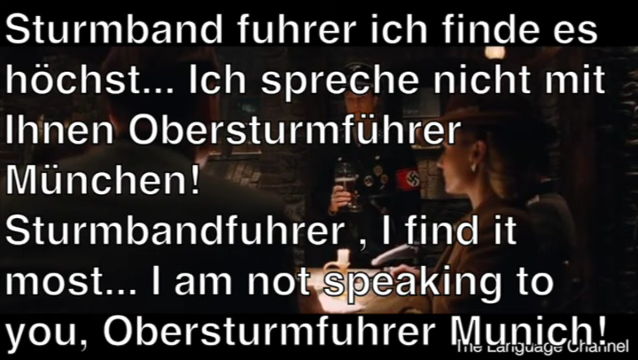 Sturmband fuhrer ich finde es
höchst... Ich spreche nicht mit
Ihnen Obersturmführer
München!
Sturmbandfuhrer , I find it
most... I am not speaking to
you, Obersturmfuhrer Munich!
The Language Channel